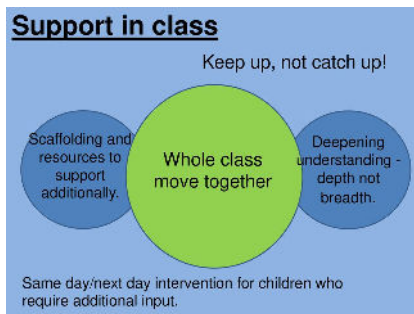 Support in class
Keep up, not catch up!
Scaffolding and
resources to
support
additionally.
Whole class
move together
Deepening
understanding -
depth not
breadth.
Same day/next day intervention for children who
require additional input.